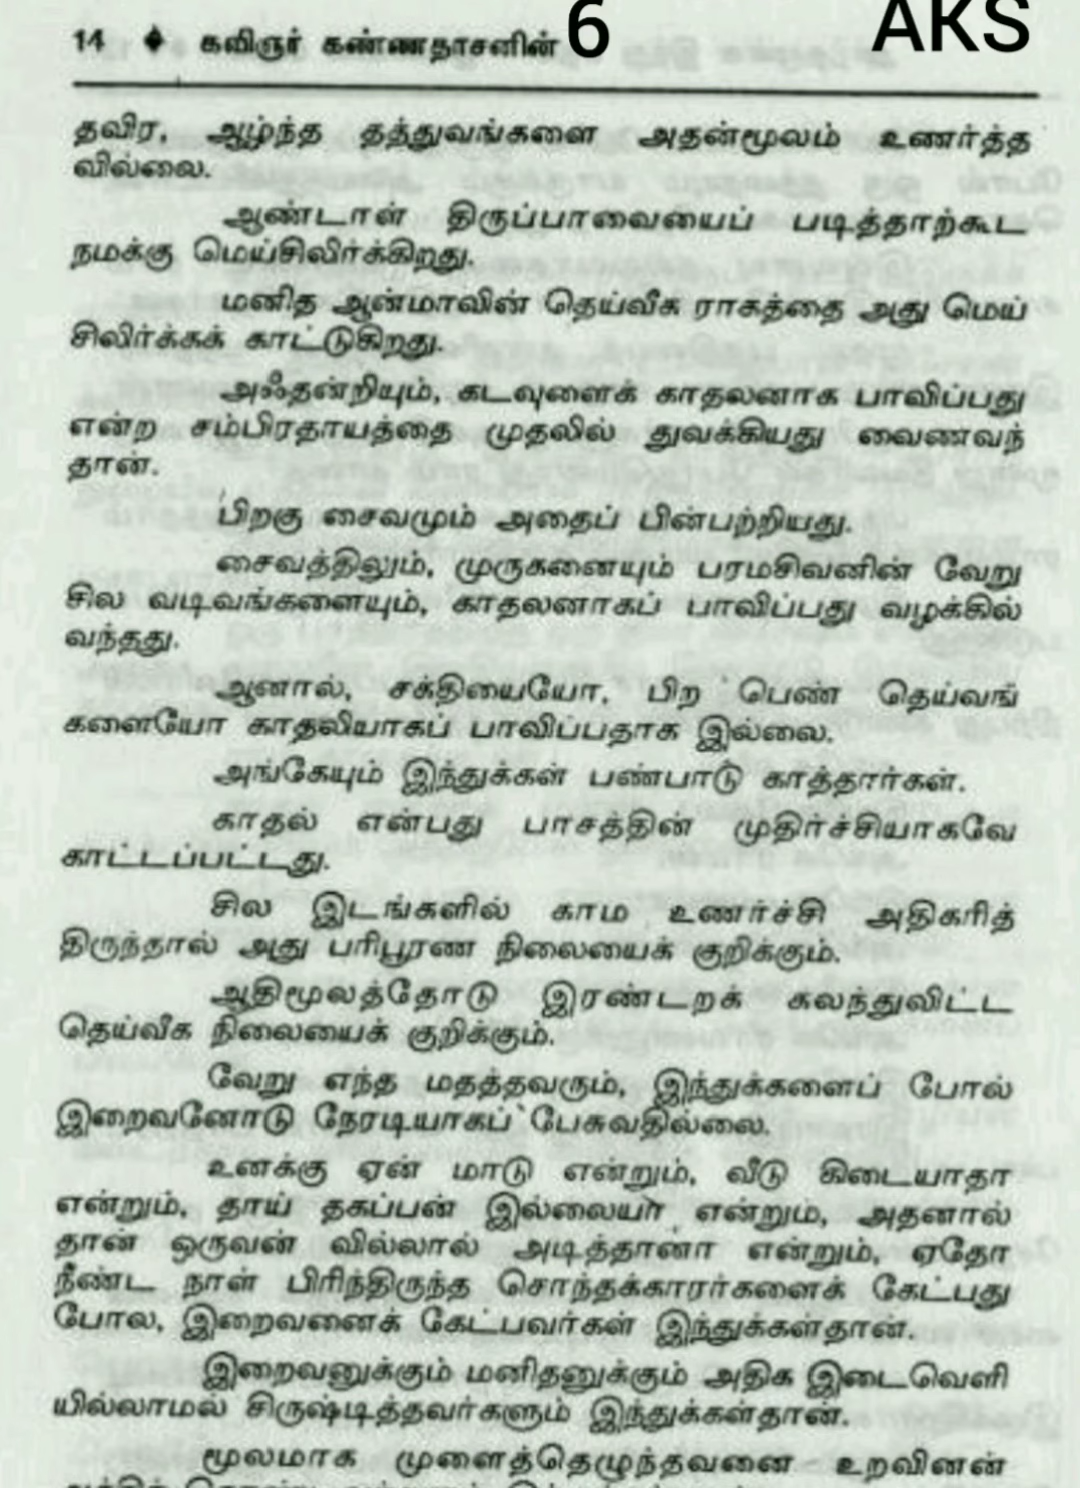 14 ♦ கவிஞர் கண்ணதாசனின் 6 AKS
தவிர, ஆழ்ந்த தத்துவங்களை அதன்மூலம் உணர்த்த
வில்லை.
ஆண்டாள் திருப்பாவையைப் படித்தாற்கூட
நமக்கு மெய்சிலிர்க்கிறது.
மனித ஆன்மாவின் தெய்வீக ராகத்தை அது மெய்
சிலிர்க்கக் காட்டுகிறது.
அஃதன்றியும், கடவுளைக் காதலனாக பாவிப்பது
என்ற சம்பிரதாயத்தை முதலில் துவக்கியது வைணவந்
தான்.
பிறகு சைவமும் அதைப் பின்பற்றியது.
சைவத்திலும், முருகனையும் பரமசிவனின் வேறு
சில வடிவங்களையும், காதலனாகப் பாவிப்பது வழக்கில்
வந்தது.
ஆனால், சக்தியையோ, பிற பெண் தெய்வங்
களையோ காதலியாகப் பாவிப்பதாக இல்லை.
அங்கேயும் இந்துக்கள் பண்பாடு காத்தார்கள்.
காதல் என்பது பாசத்தின் முதிர்ச்சியாகவே
காட்டப்பட்டது.
சில இடங்களில் காம உணர்ச்சி அதிகரித்
திருந்தால் அது பரிபூரண நிலையைக் குறிக்கும்.
ஆதிமூலத்தோடு இரண்டறக் கலந்துவிட்ட
தெய்வீக நிலையைக் குறிக்கும்.
வேறு எந்த மதத்தவரும், இந்துக்களைப் போல்
இறைவனோடு நேரடியாகப் பேசுவதில்லை.
உனக்கு ஏன் மாடு என்றும், வீடு கிடையாதா
என்றும், தாய் தகப்பன் இல்லையா என்றும், அதனால்
தான் ஒருவன் வில்லால் அடித்தானா என்றும், ஏதோ
நீண்ட நாள் பிரிந்திருந்த சொந்தக்காரர்களைக் கேட்பது
போல, இறைவனைக் கேட்பவர்கள் இந்துக்கள்தான்.
இறைவனுக்கும் மனிதனுக்கும் அதிக இடைவெளி
யில்லாமல் சிருஷ்டித்தவர்களும் இந்துக்கள்தான்.
மூலமாக முளைத்தெழுந்தவனை உறவினன்